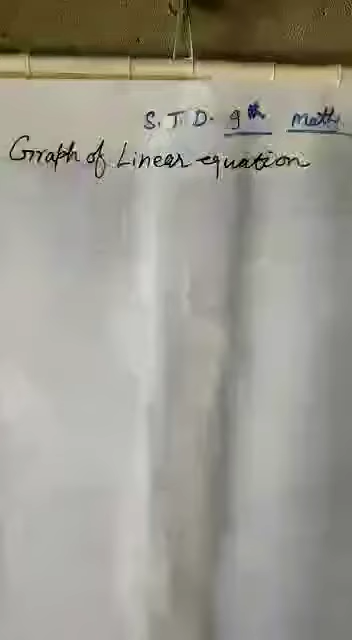 S. T. D. 9th Math
Graph of Linear equation